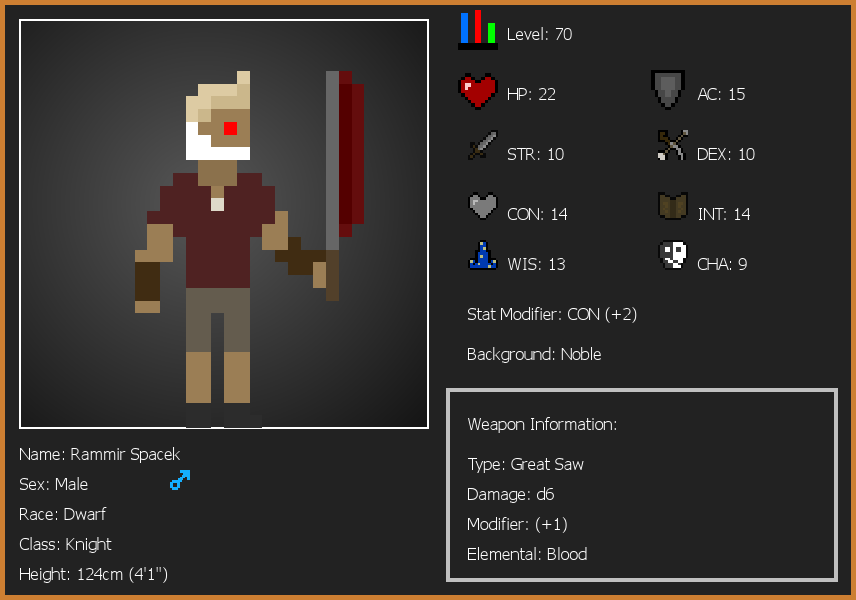 Level: 70
HP: 22
AC: 15
STR: 10
DEX: 10
CON: 14
INT: 14
WIS: 13
CHA: 9
Stat Modifier: CON (+2)
Background: Noble
Weapon Information:
Type: Great Saw
Damage: d6
Modifier: (+1)
Elemental: Blood
Name: Rammir Spacek
Sex: Male
Race: Dwarf
Class: Knight
Height: 124cm (4'1")